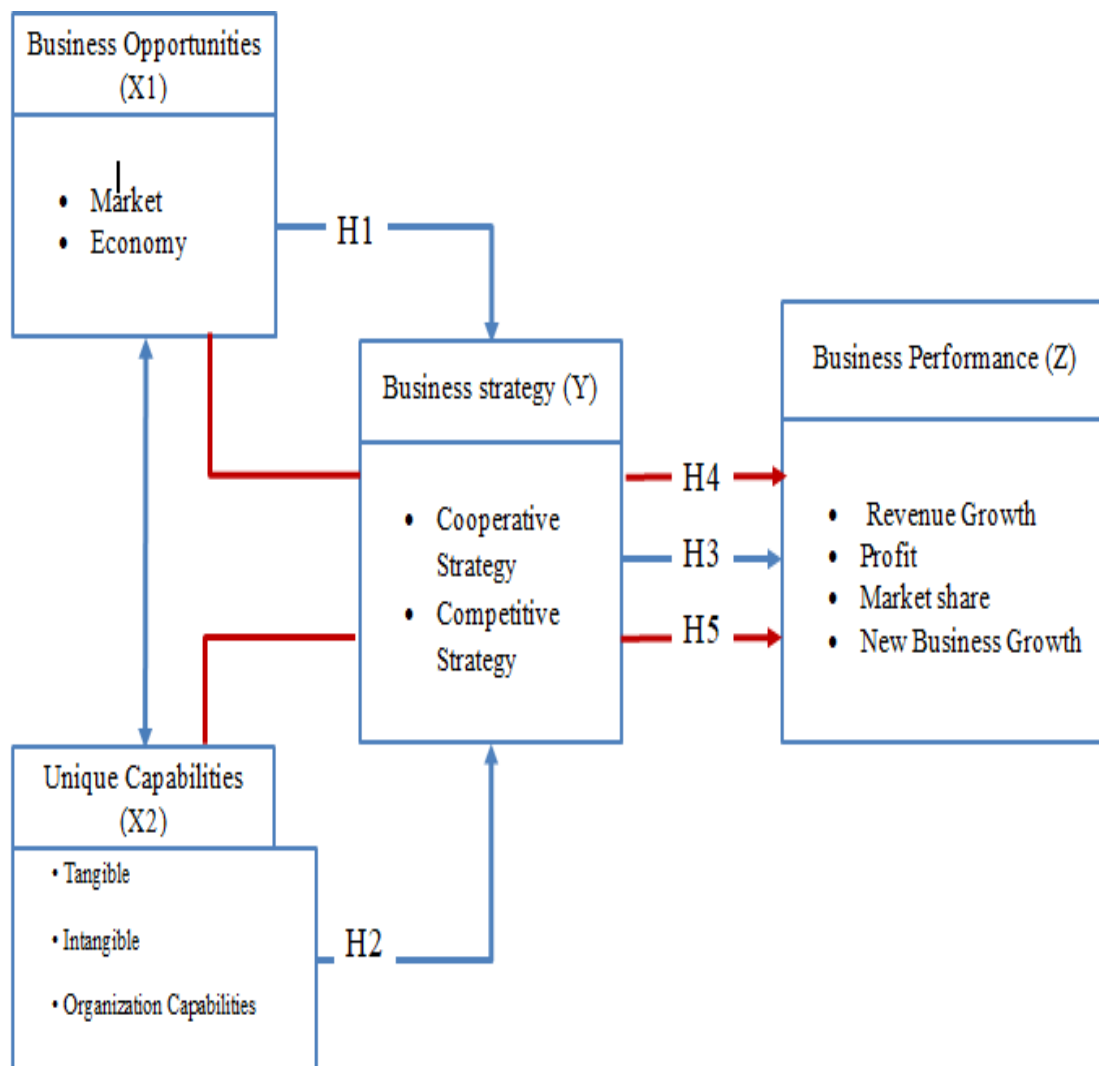 Business Opportunities
(X1)
• Market
• Economy
H1
Business strategy (Y)
• Cooperative
Strategy
• Competitive
Strategy
H4
H3
H5
Business Performance (Z)
• Revenue Growth
• Profit
• Market share
• New Business Growth
Unique Capabilities
(X2)
• Tangible
• Intangible
• Organization Capabilities
H2